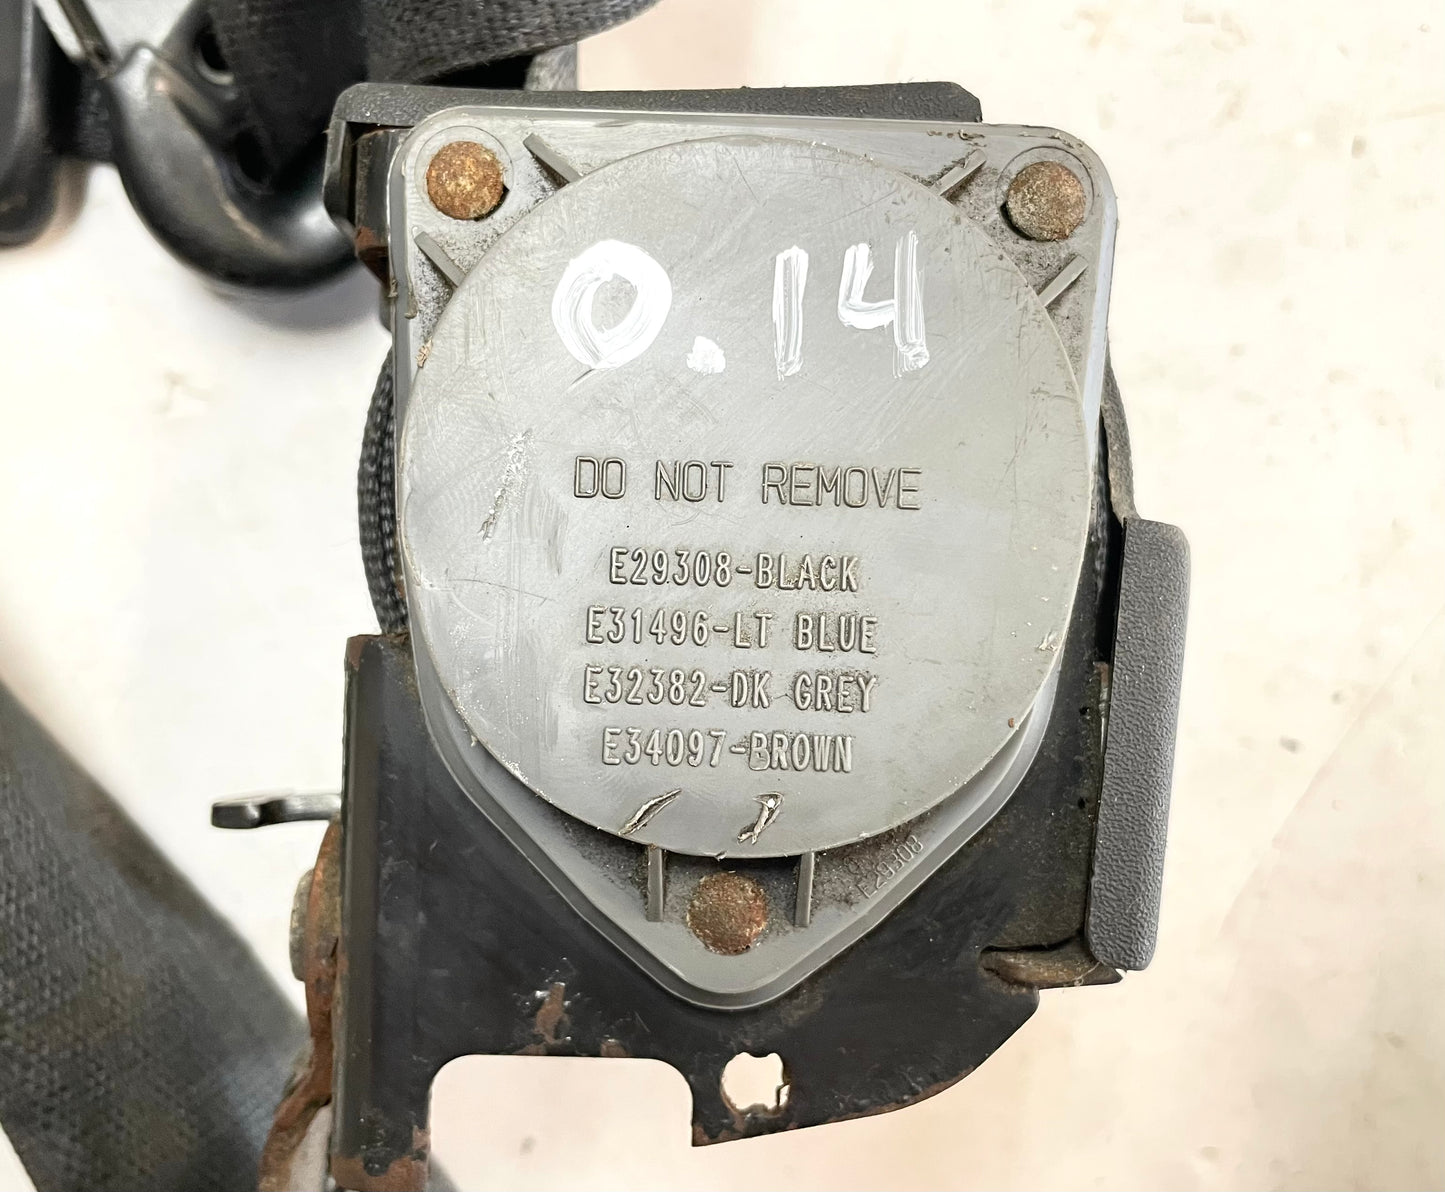 0.14
DO NOT REMOVE
E29308-BLACK
E31496-LT BLUE
E32382-DK GREY
E34097-BROWN
E29308